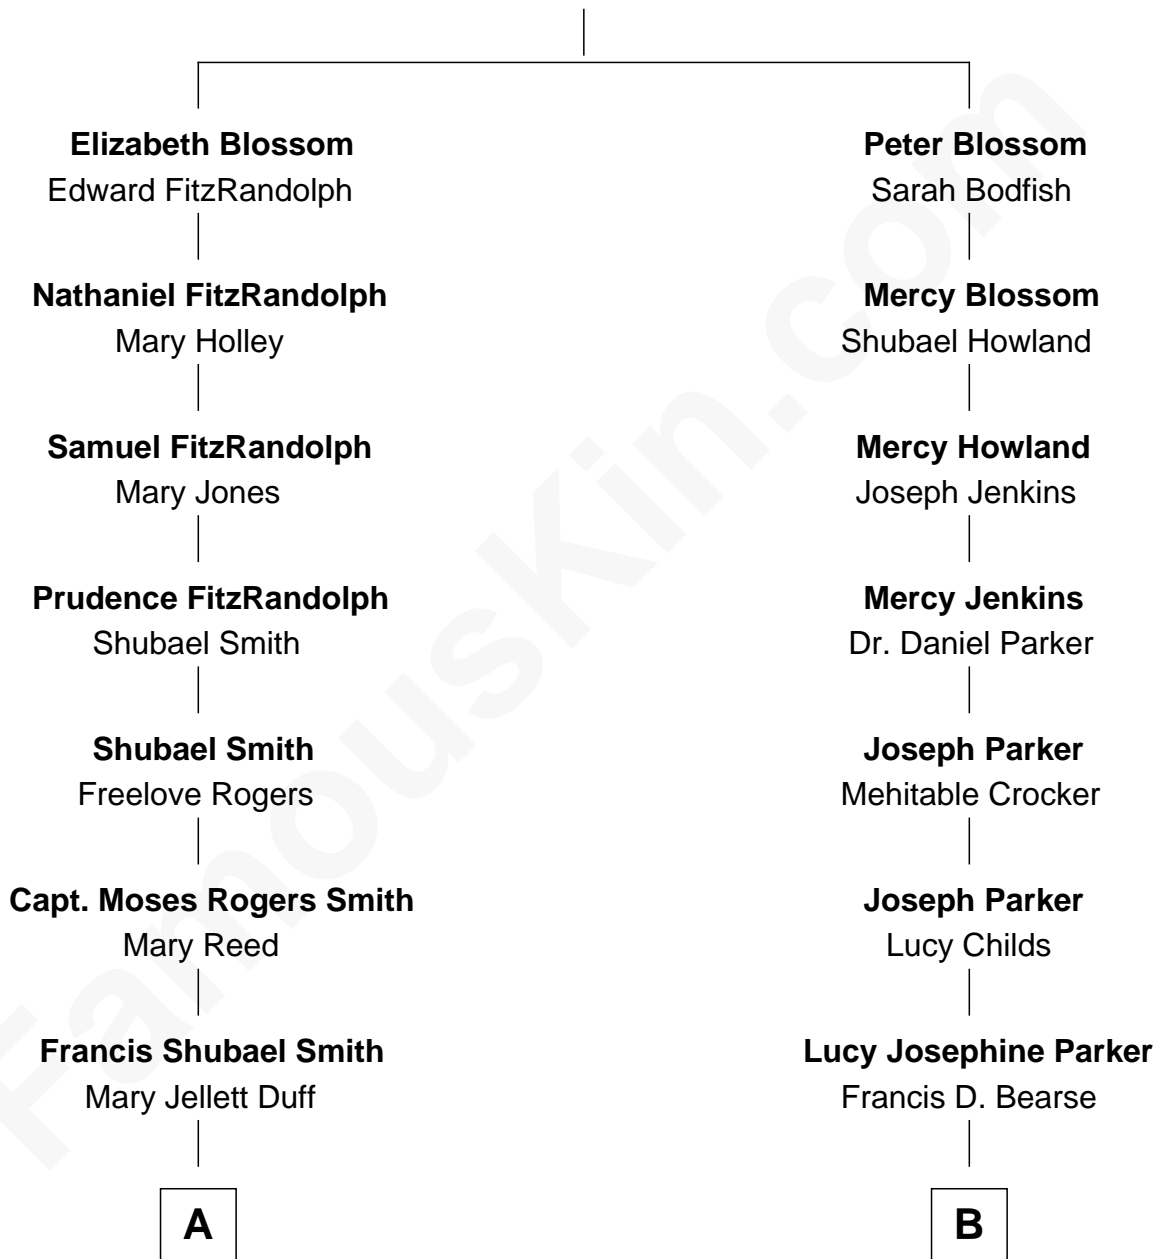 Elizabeth Blossom
Edward FitzRandolph
Nathaniel FitzRandolph
Mary Holley
Samuel FitzRandolph
Mary Jones
Prudence FitzRandolph
Shubael Smith
Shubael Smith
Freelove Rogers
Capt. Moses Rogers Smith
Mary Reed
Francis Shubael Smith
Mary Jellett Duff
A
Peter Blossom
Sarah Bodfish
Mercy Blossom
Shubael Howland
Mercy Howland
Joseph Jenkins
Mercy Jenkins
Dr. Daniel Parker
Joseph Parker
Mehitable Crocker
Joseph Parker
Lucy Childs
Lucy Josephine Parker
Francis D. Bearse
B
FamousKin.com